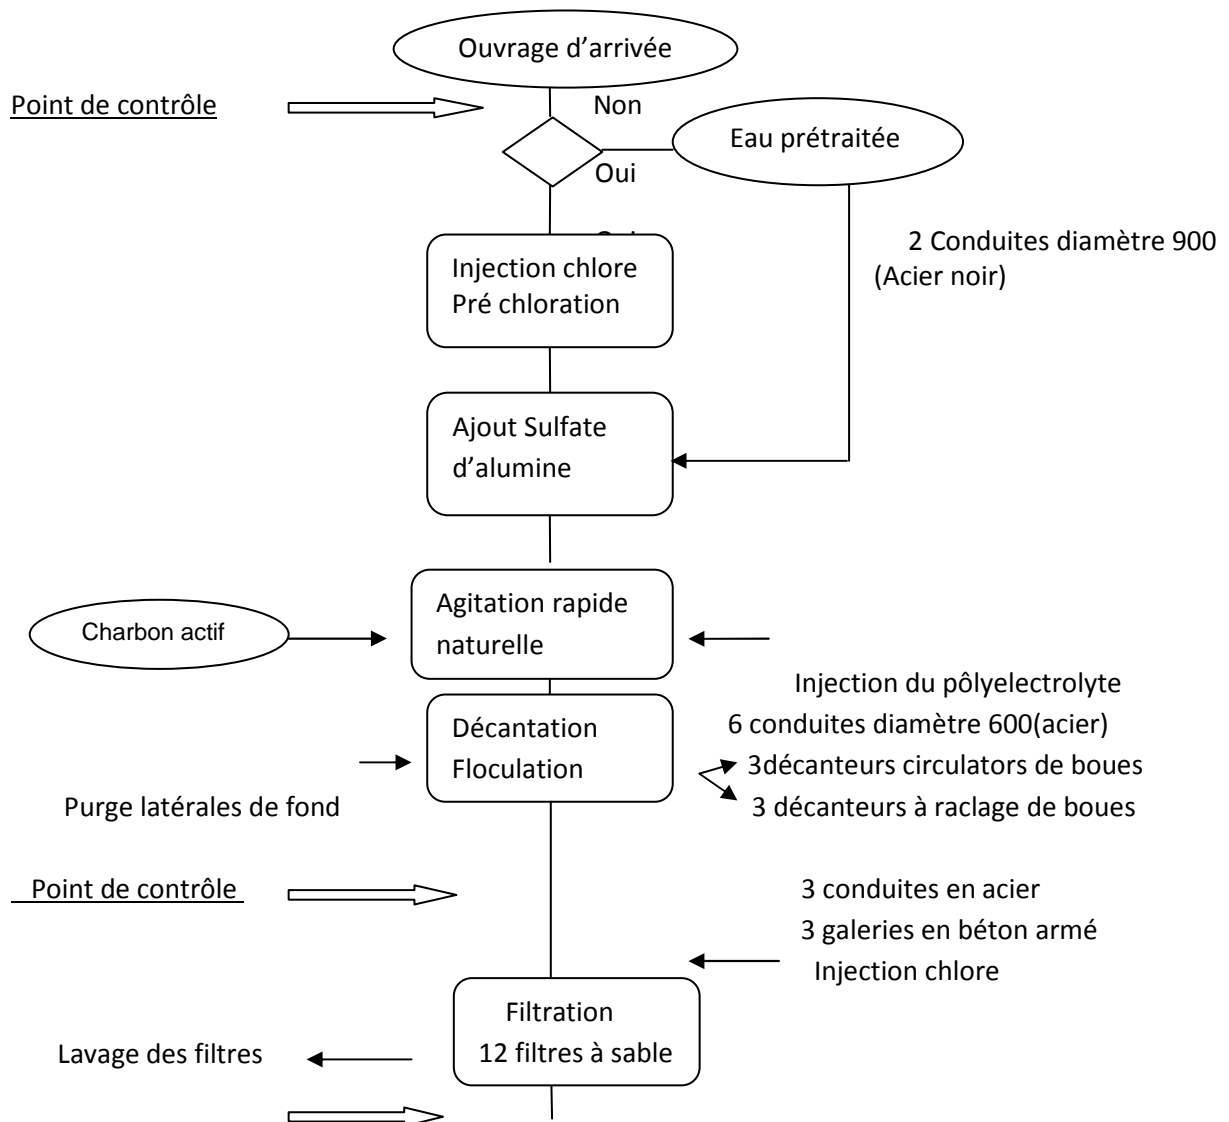 Ouvrage d’arrivée
Point de contrôle
Non
Eau prétraitée
Oui
2 Conduites diamètre 900
(Acier noir)
Injection chlore
Pré chloration
Ajout Sulfate
d’alumine
Charbon actif
Agitation rapide
naturelle
Injection du pôlyelectrolyte
6 conduites diamètre 600(acier)
Décantation
Floculation
3décanteurs circulators de boues
3 décanteurs à raclage de boues
Purge latérales de fond
Point de contrôle
3 conduites en acier
3 galeries en béton armé
Injection chlore
Filtration
12 filtres à sable
Lavage des filtres